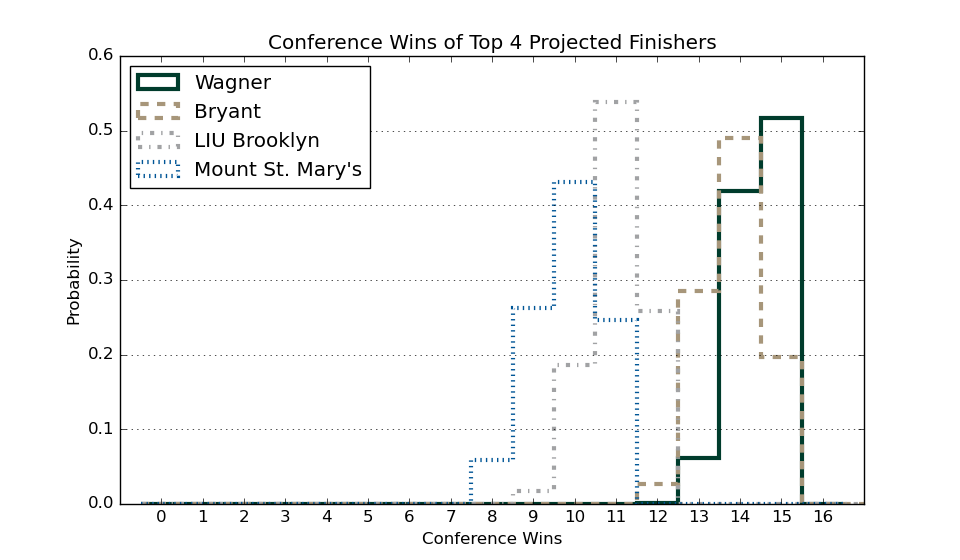 Conference Wins of Top 4 Projected Finishers
0.6
Wagner
Bryant
LIU Brooklyn
Mount St. Mary's
0.5
0.4
0.3
0.2
0.1
0.0
Probability
0 1 2 3 4 5 6 7 8 9 10 11 12 13 14 15 16
Conference Wins